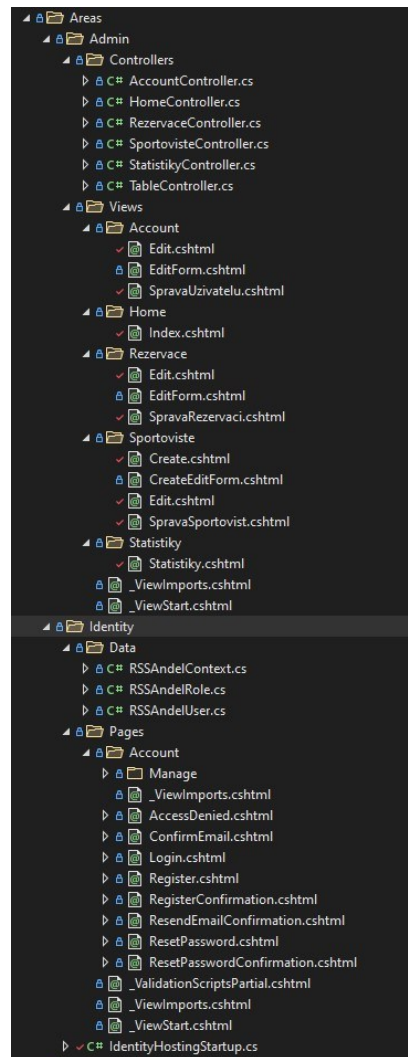 Areas
Admin
Controllers
C# AccountController.cs
C# HomeController.cs
C# RezervaceController.cs
C# SportovisteController.cs
C# StatistikyController.cs
C# TableController.cs
Views
Account
Edit.cshtml
EditForm.cshtml
SpravaUzivatelu.cshtml
Home
Index.cshtml
Rezervace
Edit.cshtml
EditForm.cshtml
SpravaRezervaci.cshtml
Sportoviste
Create.cshtml
CreateEditForm.cshtml
Edit.cshtml
SpravaSportovist.cshtml
Statistiky
Statistiky.cshtml
_ViewImports.cshtml
_ViewStart.cshtml
Identity
Data
C# RSSAndelContext.cs
C# RSSAndelRole.cs
C# RSSAndelUser.cs
Pages
Account
Manage
_ViewImports.cshtml
AccessDenied.cshtml
ConfirmEmail.cshtml
Login.cshtml
Register.cshtml
RegisterConfirmation.cshtml
ResendEmailConfirmation.cshtml
ResetPassword.cshtml
ResetPasswordConfirmation.cshtml
_ValidationScriptsPartial.cshtml
_ViewImports.cshtml
_ViewStart.cshtml
C# IdentityHostingStartup.cs